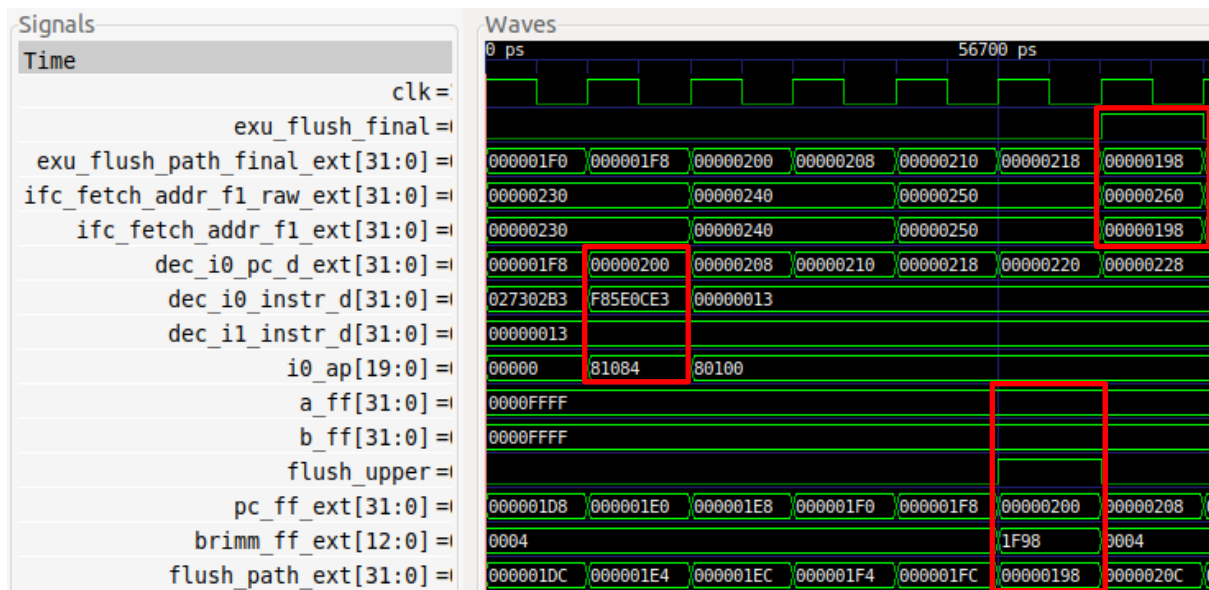 Signals Waves
Time 0 ps 56700 ps
clk=
exu_flush_final=
exu_flush_path_final_ext[31:0]= 000001F0 000001F8 00000200 00000208 00000210 00000218 00000198
ifc_fetch_addr_f1_raw_ext[31:0]= 00000230 00000240 00000250 00000260
ifc_fetch_addr_f1_ext[31:0]= 00000230 00000240 00000250 00000198
dec_i0_pc_d_ext[31:0]= 000001F8 00000200 00000208 00000210 00000218 00000220 00000228
dec_i0_instr_d[31:0]= 027302B3 F85E0CE3 00000013
dec_i1_instr_d[31:0]= 00000013
i0_ap[19:0]= 00000 81084 80100
a_ff[31:0]= 0000FFFF
b_ff[31:0]= 0000FFFF
flush_upper=
pc_ff_ext[31:0]= 000001D8 000001E0 000001E8 000001F0 000001F8 00000200 00000208
brimm_ff_ext[12:0]= 0004 1F98 0004
flush_path_ext[31:0]= 000001DC 000001E4 000001EC 000001F4 000001FC 00000198 0000020C